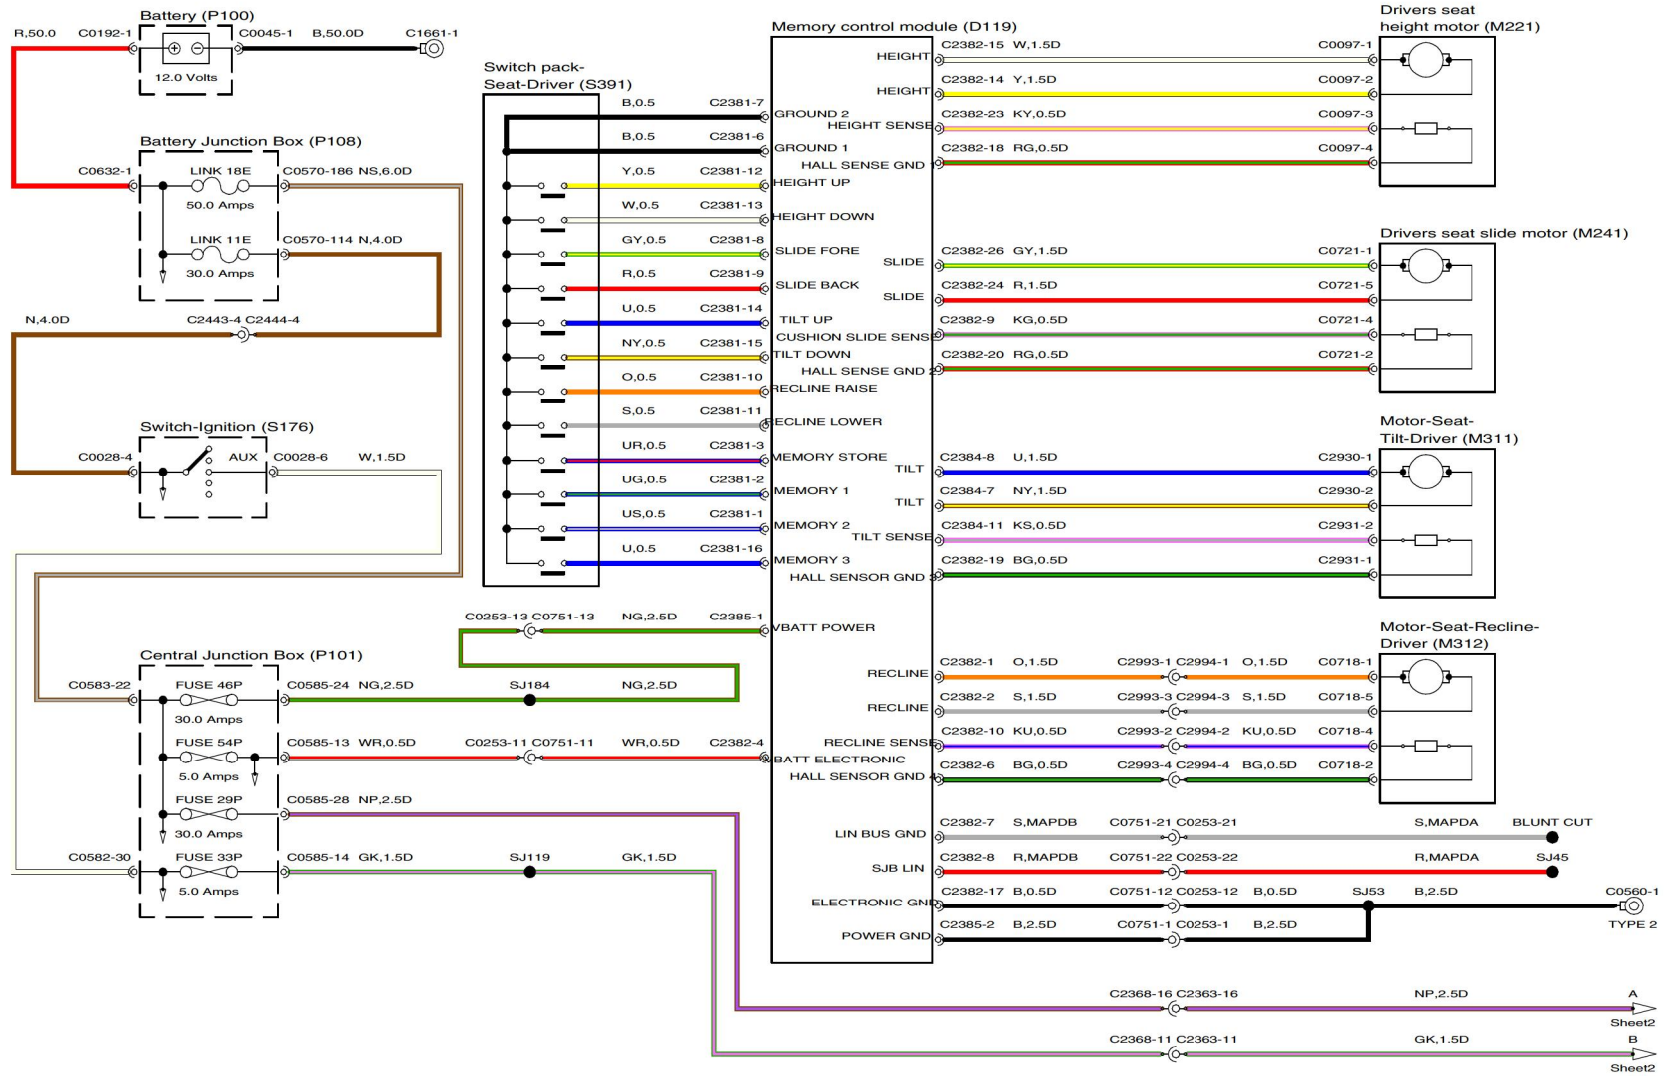 Battery (P100)
R,50.0 C0192-1 C0045-1 B,50.0D C1661-1
12.0 Volts
Battery Junction Box (P108)
C0632-1 LINK 18E C0570-186 NS,6.0D
50.0 Amps
LINK 11E C0570-114 N,4.0D
30.0 Amps
N,4.0D C2443-4 C2444-4
Switch-Ignition (S176)
C0028-4 AUX C0028-6 W,1.5D
Central Junction Box (P101)
C0583-22 FUSE 46P C0585-24 NG,2.5D SJ184 NG,2.5D
30.0 Amps
FUSE 54P C0585-13 WR,0.5D C0253-11 C0751-11 WR,0.5D C2382-4
5.0 Amps
FUSE 29P C0585-28 NP,2.5D
30.0 Amps
C0582-30 FUSE 33P C0585-14 GK,1.5D SJ119 GK,1.5D
5.0 Amps
Switch pack-
Seat-Driver (S391)
B,0.5 C2381-7
B,0.5 C2381-6
Y,0.5 C2381-12
W,0.5 C2381-13
GY,0.5 C2381-8
R,0.5 C2381-9
U,0.5 C2381-14
NY,0.5 C2381-15
O,0.5 C2381-10
S,0.5 C2381-11
UR,0.5 C2381-3
UG,0.5 C2381-2
US,0.5 C2381-1
U,0.5 C2381-16
C0253-13 C0751-13 NG,2.5D C2385-1
Memory control module (D119)
GROUND 2
GROUND 1
HEIGHT UP
HEIGHT DOWN
SLIDE FORE
SLIDE BACK
TILT UP
TILT DOWN
RECLINE RAISE
RECLINE LOWER
MEMORY STORE
MEMORY 1
MEMORY 2
MEMORY 3
VBATT POWER
VBATT ELECTRONIC
HEIGHT
HEIGHT
HEIGHT SENSE
HALL SENSE GND 1
SLIDE
SLIDE
CUSHION SLIDE SENSE
HALL SENSE GND 2
TILT
TILT
TILT SENSE
HALL SENSOR GND 3
RECLINE
RECLINE
RECLINE SENSE
HALL SENSOR GND 4
LIN BUS GND
SJB LIN
ELECTRONIC GND
POWER GND
Drivers seat
height motor (M221)
C2382-15 W,1.5D C0097-1
C2382-14 Y,1.5D C0097-2
C2382-23 KY,0.5D C0097-3
C2382-18 RG,0.5D C0097-4
Drivers seat slide motor (M241)
C2382-26 GY,1.5D C0721-1
C2382-24 R,1.5D C0721-5
C2382-9 KG,0.5D C0721-4
C2382-20 RG,0.5D C0721-2
Motor-Seat-
Tilt-Driver (M311)
C2384-8 U,1.5D C2930-1
C2384-7 NY,1.5D C2930-2
C2384-11 KS,0.5D C2931-2
C2382-19 BG,0.5D C2931-1
Motor-Seat-Recline-
Driver (M312)
C2382-1 O,1.5D C2993-1 C2994-1 O,1.5D C0718-1
C2382-2 S,1.5D C2993-3 C2994-3 S,1.5D C0718-5
C2382-10 KU,0.5D C2993-2 C2994-2 KU,0.5D C0718-4
C2382-6 BG,0.5D C2993-4 C2994-4 BG,0.5D C0718-2
C2382-7 S,MAPDB C0751-21 C0253-21 S,MAPDA BLUNT CUT
C2382-8 R,MAPDB C0751-22 C0253-22 R,MAPDA SJ45
C2382-17 B,0.5D C0751-12 C0253-12 B,0.5D SJ53 B,2.5D C0560-1
TYPE 2
C2385-2 B,2.5D C0751-1 C0253-1 B,2.5D
C2368-16 C2363-16 NP,2.5D A
Sheet2
C2368-11 C2363-11 GK,1.5D B
Sheet2